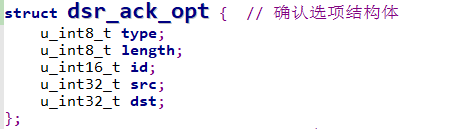 struct dsr_ack_opt {  // 确认选项结构体
    u_int8_t type;
    u_int8_t length;
    u_int16_t id;
    u_int32_t src;
    u_int32_t dst;
};